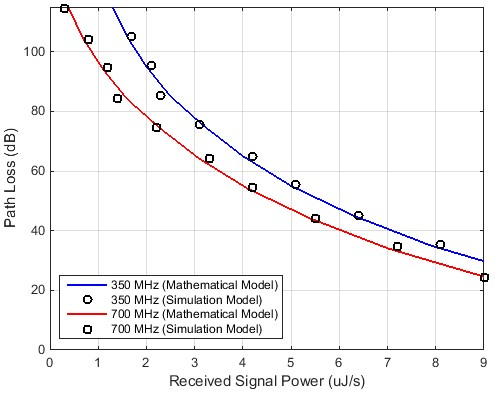 100
80
60
40
20
0
Path Loss (dB)
350 MHz (Mathematical Model)
350 MHz (Simulation Model)
700 MHz (Mathematical Model)
700 MHz (Simulation Model)
0 1 2 3 4 5 6 7 8 9
Received Signal Power (uJ/s)